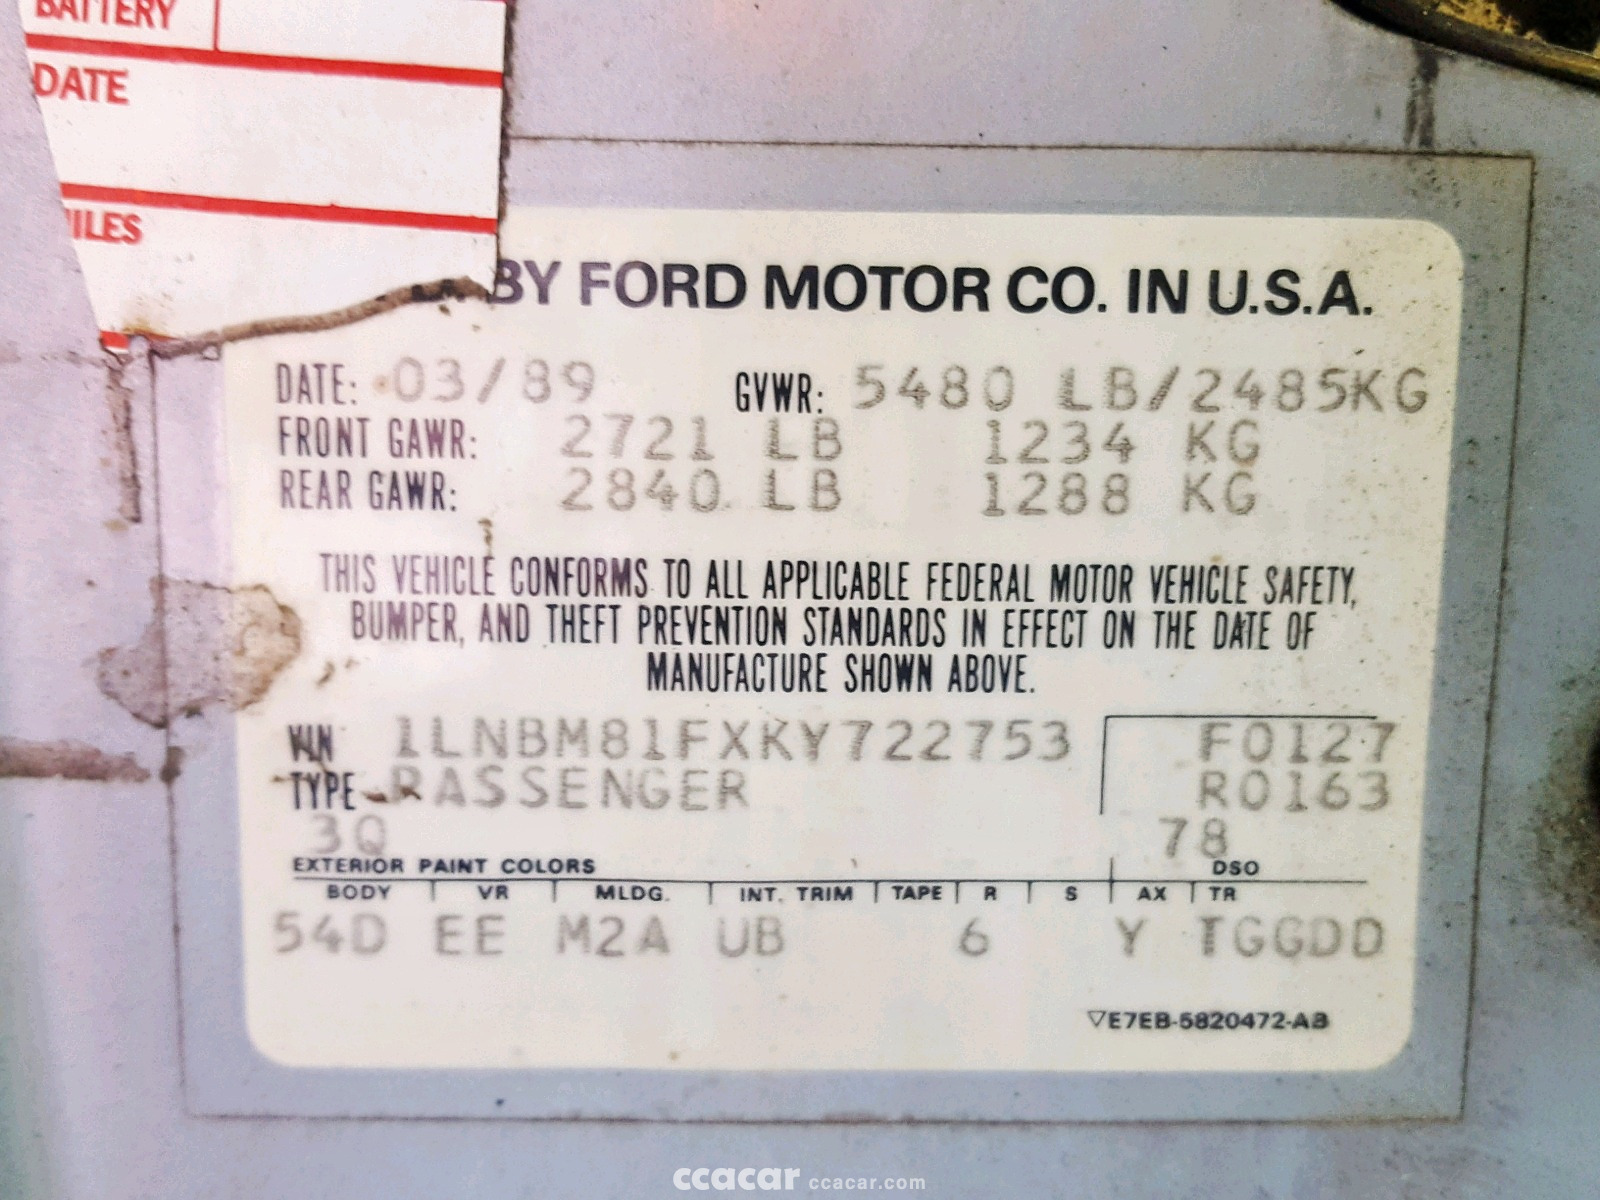 BATTERY
DATE
ILES
BY FORD MOTOR CO. IN U.S.A.
DATE: 03/89 GVWR: 5480 LB/2485KG
FRONT GAWR: 2721 LB 1234 KG
REAR GAWR: 2840 LB 1288 KG
THIS VEHICLE CONFORMS TO ALL APPLICABLE FEDERAL MOTOR VEHICLE SAFETY,
BUMPER, AND THEFT PREVENTION STANDARDS IN EFFECT ON THE DATE OF
MANUFACTURE SHOWN ABOVE.
VIN 1LNBM81FXKY722753 F0127
TYPE PASSENGER R0163
3Q 78
EXTERIOR PAINT COLORS DSO
BODY VR MLDG. INT. TRIM TAPE R S AX TR
54D EE M2A UB 6 Y TGGDD
▽E7EB-5820472-AB
ccacar ccacar.com